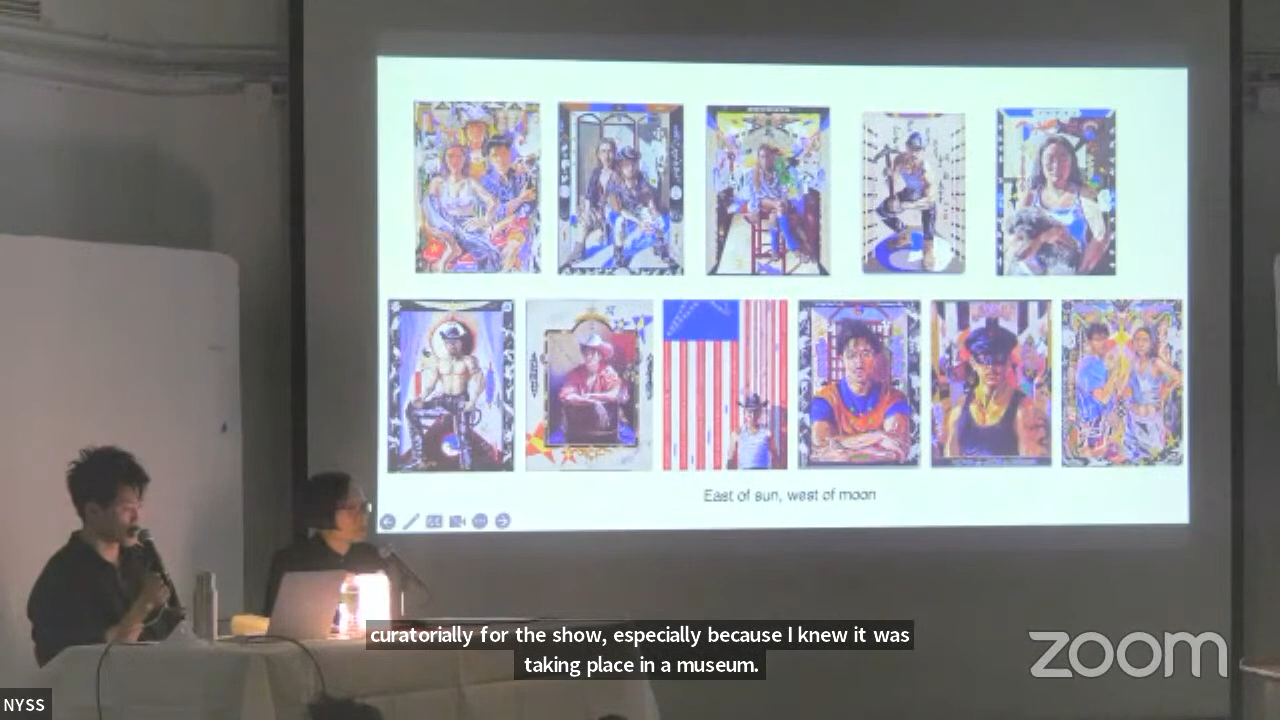 East of sun, west of moon
curatorially for the show, especially because I knew it was
taking place in a museum.
zoom
NYSS